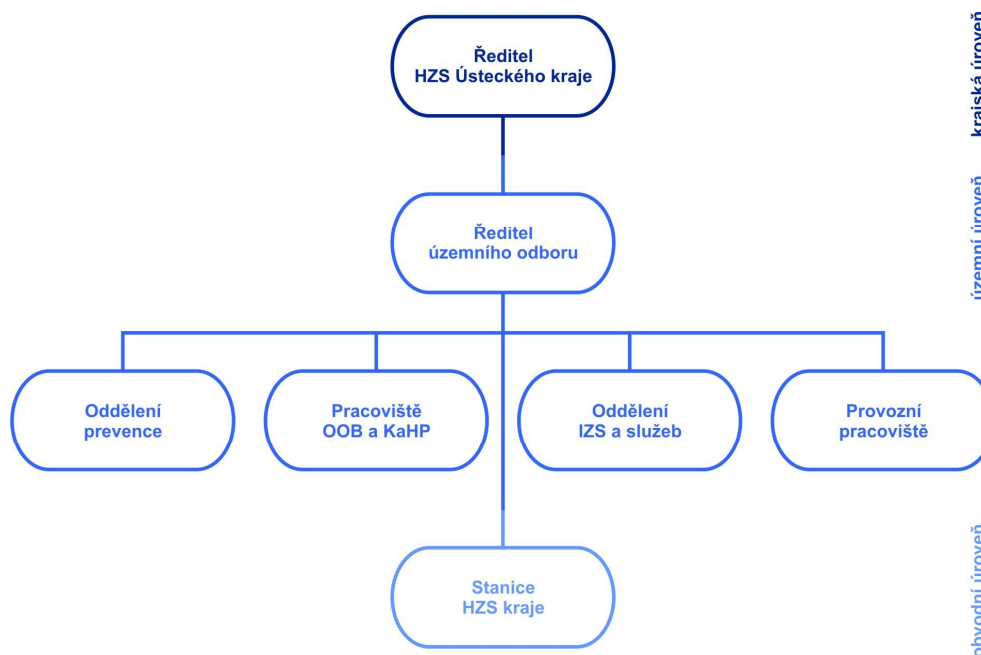 Ředitel
HZS Ústeckého kraje
krajská úroveň
Ředitel
územního odboru
územní úroveň
Oddělení
prevence
Pracoviště
OOB a KaHP
Oddělení
IZS a služeb
Provozní
pracoviště
Stanice
HZS kraje
obvodní úroveň